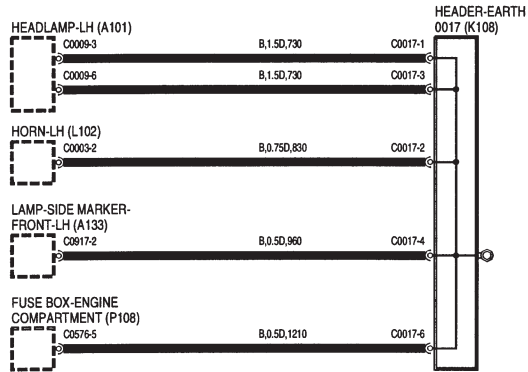 HEADER-EARTH
0017 (K108)
HEADLAMP-LH (A101)
C0009-3 B,1.5D,730 C0017-1
C0009-6 B,1.5D,730 C0017-3
HORN-LH (L102)
C0003-2 B,0.75D,830 C0017-2
LAMP-SIDE MARKER-
FRONT-LH (A133)
C0917-2 B,0.5D,960 C0017-4
FUSE BOX-ENGINE
COMPARTMENT (P108)
C0576-5 B,0.5D,1210 C0017-6